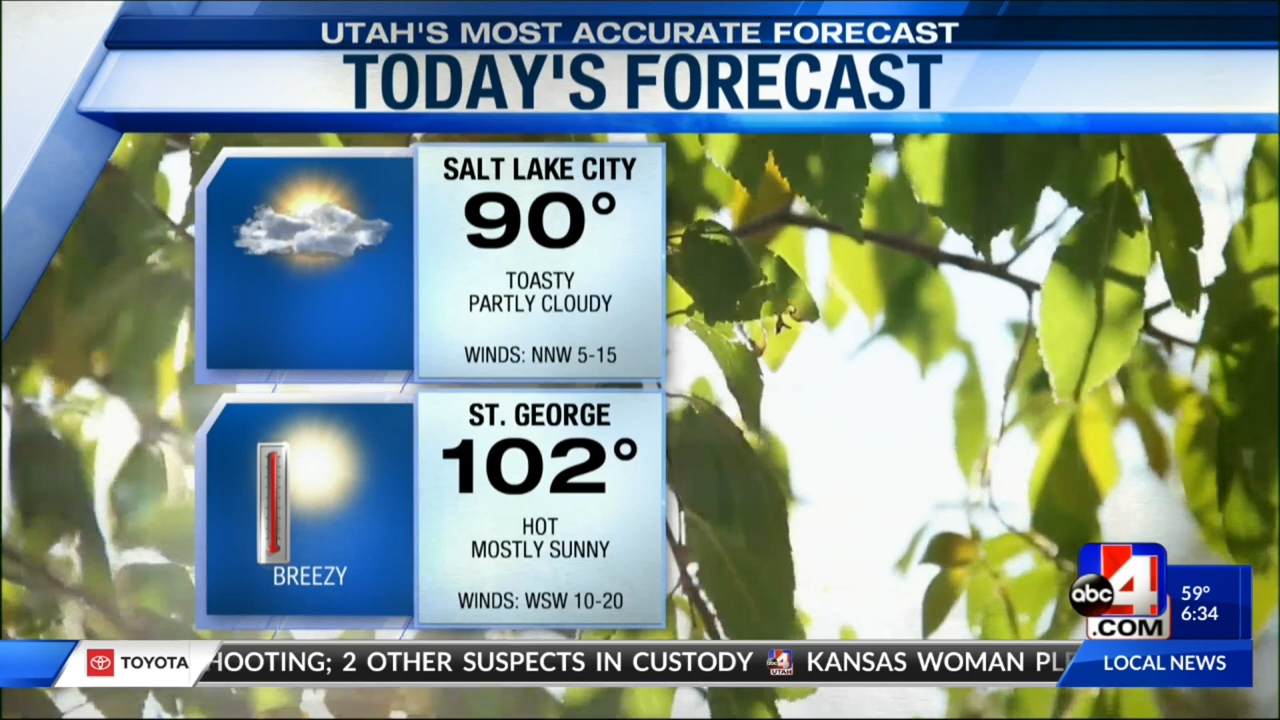 UTAH'S MOST ACCURATE FORECAST
TODAY'S FORECAST
SALT LAKE CITY
90°
TOASTY
PARTLY CLOUDY
WINDS: NNW 5-15
ST. GEORGE
102°
HOT
MOSTLY SUNNY
WINDS: WSW 10-20
BREEZY
abc 4
.COM
59°
6:34
TOYOTA
HOOTING; 2 OTHER SUSPECTS IN CUSTODY 4 UTAH KANSAS WOMAN PLE
LOCAL NEWS